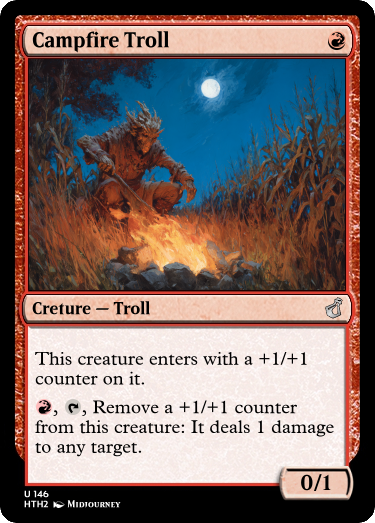 Campfire Troll
Creture — Troll
This creature enters with a +1/+1
counter on it.
, , Remove a +1/+1 counter
from this creature: It deals 1 damage
to any target.
0/1
U 146
HTH2 Midjourney